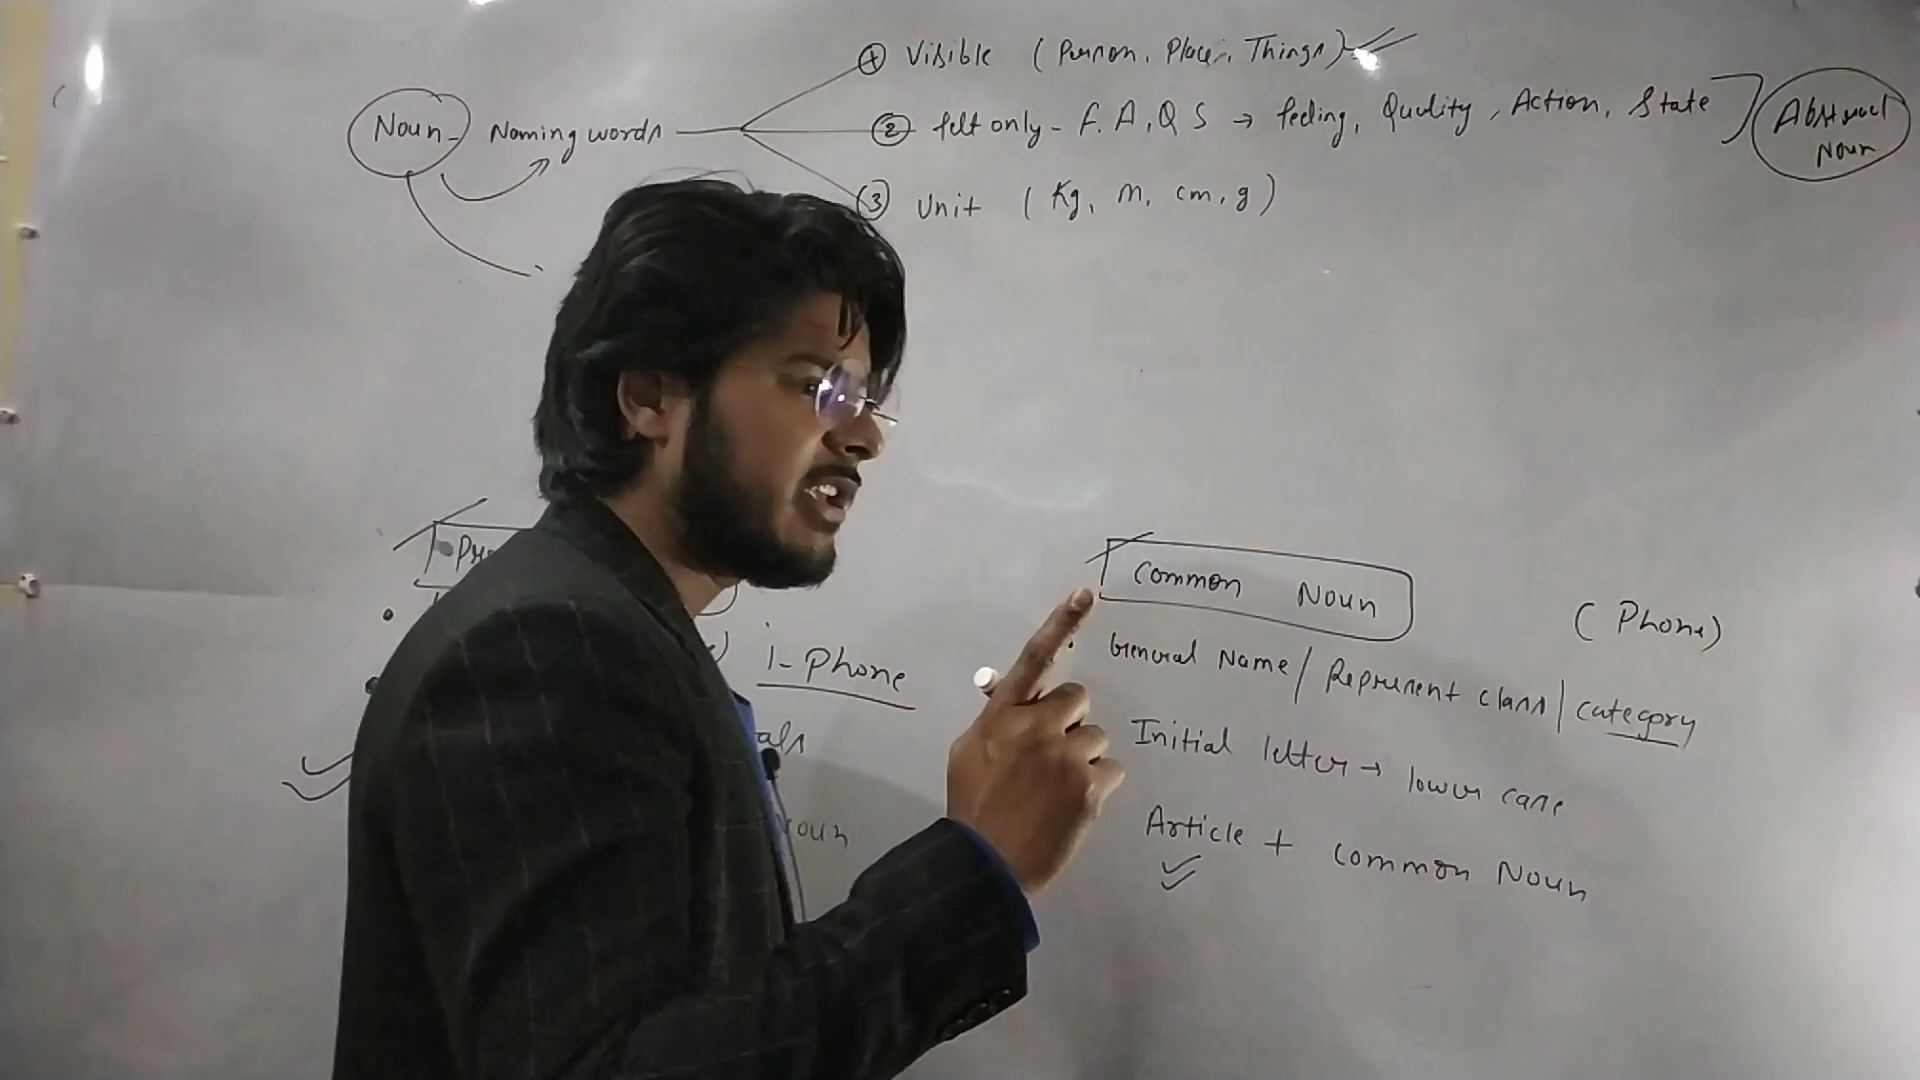 ① Visible (Person, Place, Things)
Noun - Naming words
② felt only - F, A, Q S → feeling, Quality, Action, State
Abstract Noun
③ Unit (Kg, m, cm, g)
Common Noun
(Phone)
i-Phone
General Name / Represent class / category
Initial letter → lower case
Noun
Article + Common Noun